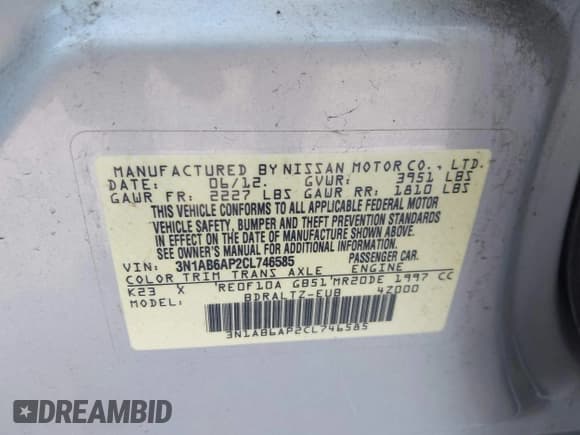 MANUFACTURED BY NISSAN MOTOR CO., LTD.
DATE: 06/12. GVWR: 3951 LBS
GAWR FR: 2227 LBS GAWR RR: 1810 LBS
THIS VEHICLE CONFORMS TO ALL APPLICABLE FEDERAL MOTOR
VEHICLE SAFETY, BUMPER AND THEFT PREVENTION STANDARDS
IN EFFECT ON THE DATE OF MANUFACTURE SHOWN ABOVE.
SEE OWNER'S MANUAL FOR ADDITIONAL INFORMATION.
VIN: 3N1AB6AP2CL746585 PASSENGER CAR.
COLOR TRIM TRANS AXLE ENGINE
K23 X RE0F10A GB51 MR20DE 1997 CC
MODEL: BDRALTZ-EUB 4Z000
3N1AB6AP2CL746585
DREAMBID